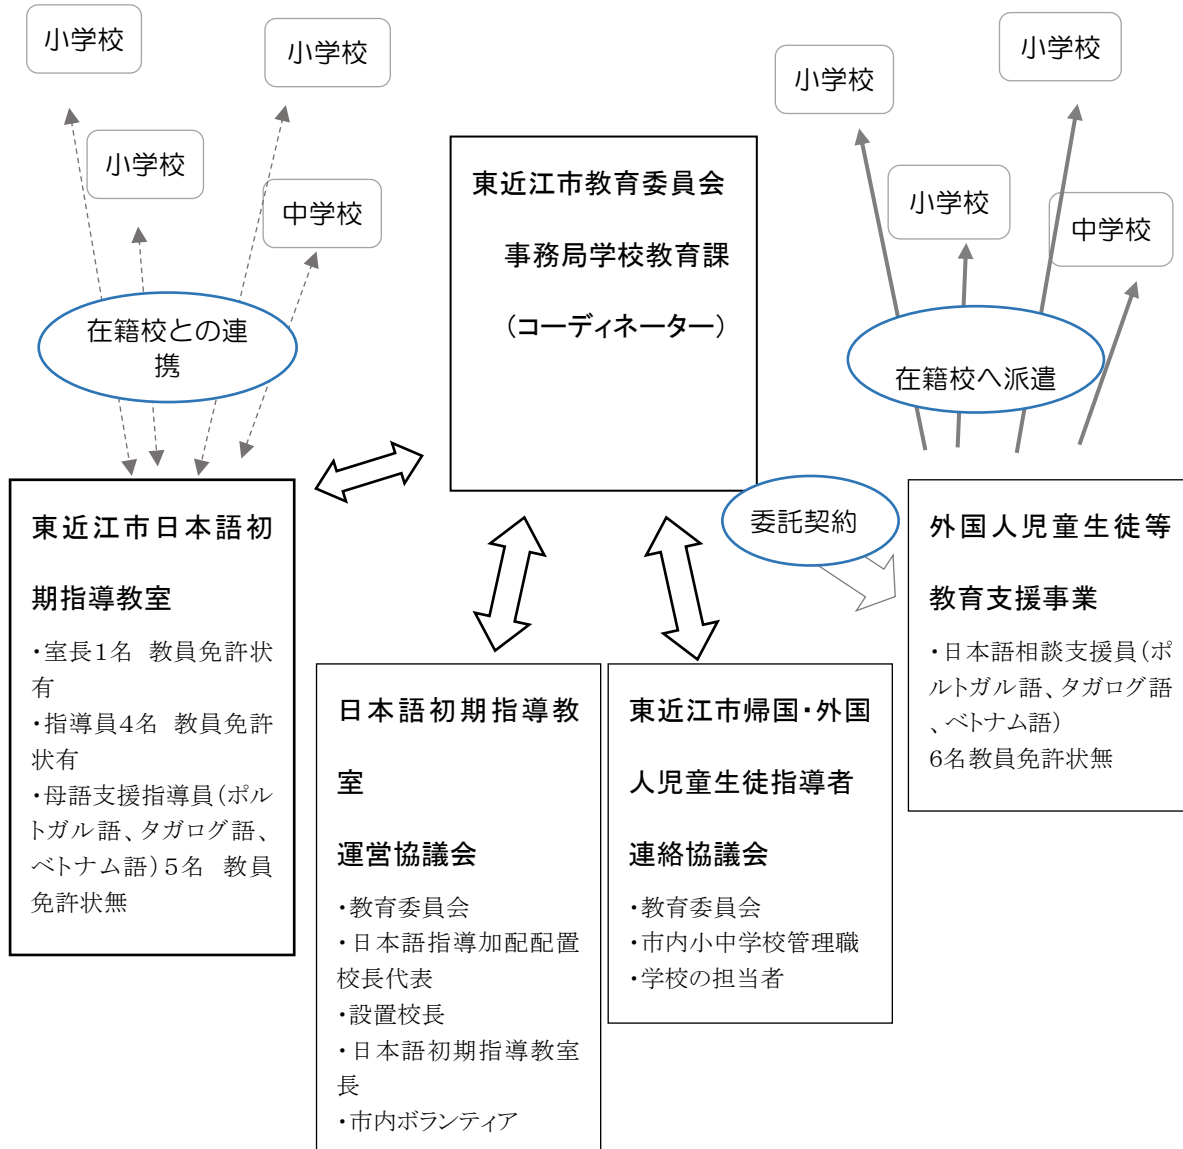 小学校
小学校
小学校
中学校
在籍校との連
携
東近江市教育委員会
事務局学校教育課
（コーディネーター）
小学校
小学校
小学校
中学校
在籍校へ派遣
委託契約
東近江市日本語初
期指導教室
・室長1名 教員免許状
有
・指導員4名 教員免許
状有
・母語支援指導員(ポル
トガル語、タガログ語、
ベトナム語)5名 教員
免許状無
日本語初期指導教
室
運営協議会
・教育委員会
・日本語指導加配配置
校長代表
・設置校長
・日本語初期指導教室
長
・市内ボランティア
東近江市帰国・外国
人児童生徒指導者
連絡協議会
・教育委員会
・市内小中学校管理職
・学校の担当者
外国人児童生徒等
教育支援事業
・日本語相談支援員(ポ
ルトガル語、タガログ語
、ベトナム語)
6名教員免許状無